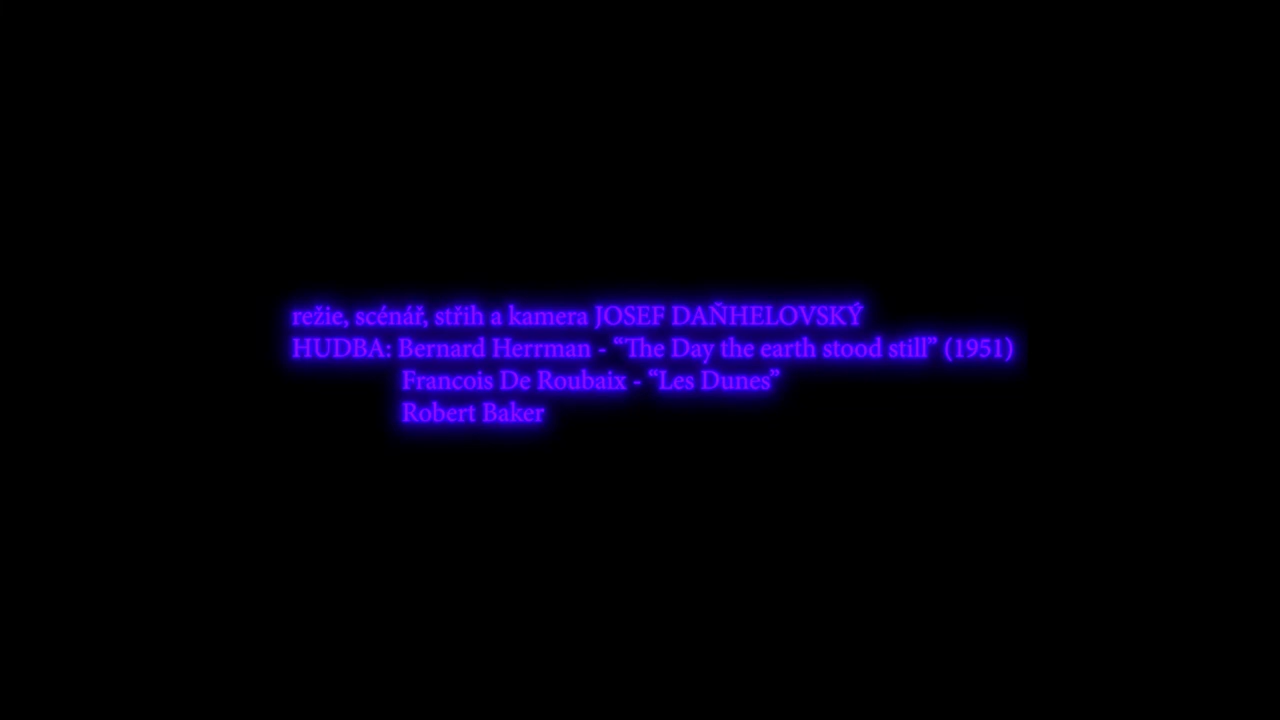 režie, scénář, střih a kamera JOSEF DAŇHELOVSKÝ
HUDBA: Bernard Herrman - “The Day the earth stood still” (1951)
Francois De Roubaix - “Les Dunes”
Robert Baker